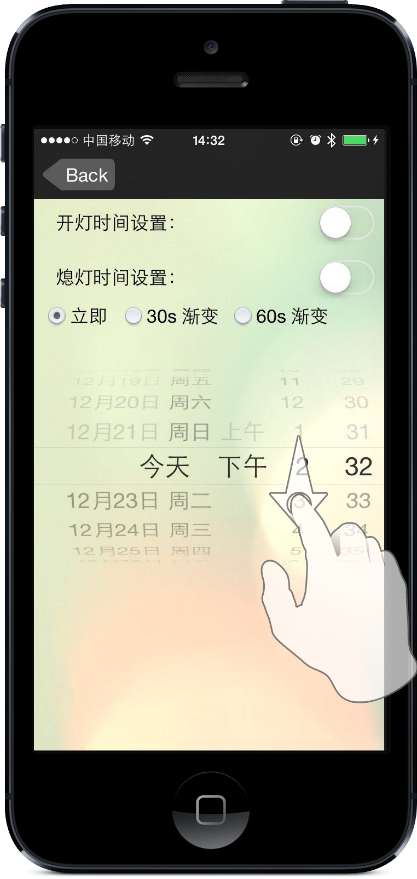 中国移动 14:32
Back
开灯时间设置：
熄灯时间设置：
立即 30s 渐变 60s 渐变
12月19日 周五 11 29
12月20日 周六 12 30
12月21日 周日 上午 1 31
今天 下午 2 32
12月23日 周二 3 33
12月24日 周三 4 34
12月25日 周四 5 35